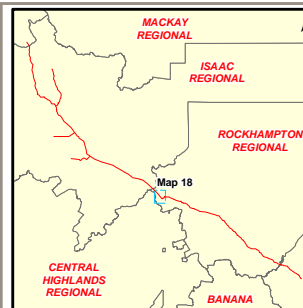 MACKAY
REGIONAL
ISAAC
REGIONAL
ROCKHAMPTON
REGIONAL
Map 18
CENTRAL
HIGHLANDS
REGIONAL
BANANA